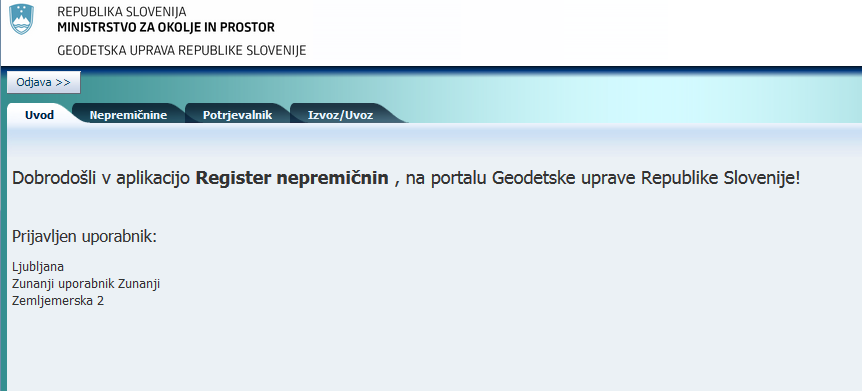 REPUBLIKA SLOVENIJA
MINISTRSTVO ZA OKOLJE IN PROSTOR
GEODETSKA UPRAVA REPUBLIKE SLOVENIJE
Odjava >>
Uvod Nepremičnine Potrjevalnik Izvoz/Uvoz
Dobrodošli v aplikacijo Register nepremičnin , na portalu Geodetske uprave Republike Slovenije!
Prijavljen uporabnik:
Ljubljana
Zunanji uporabnik Zunanji
Zemljemerska 2